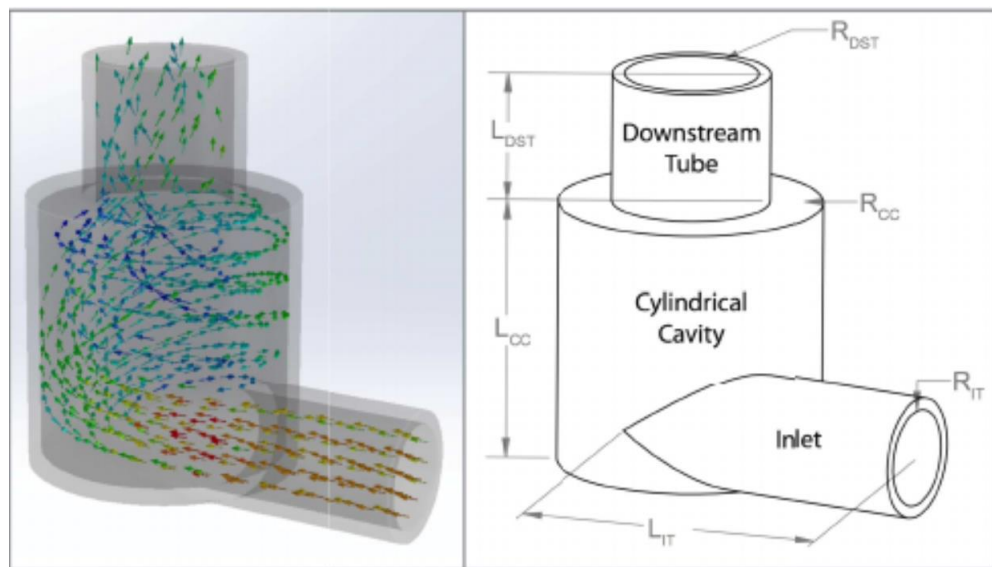 R_DST
L_DST
Downstream
Tube
R_CC
L_CC
Cylindrical
Cavity
R_IT
Inlet
L_IT